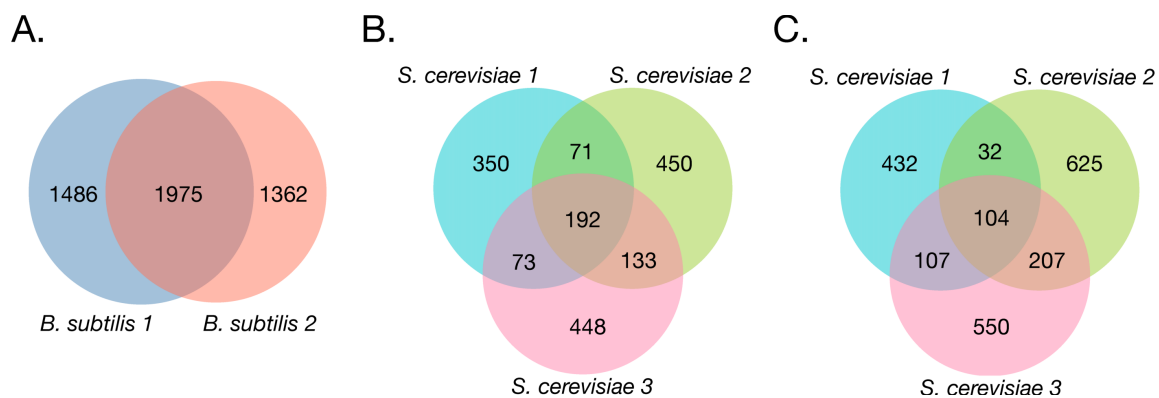 A.
1486
1975
1362
B. subtilis 1
B. subtilis 2
B.
S. cerevisiae 1
S. cerevisiae 2
350
71
450
192
73
133
448
S. cerevisiae 3
C.
S. cerevisiae 1
S. cerevisiae 2
432
32
625
104
107
207
550
S. cerevisiae 3